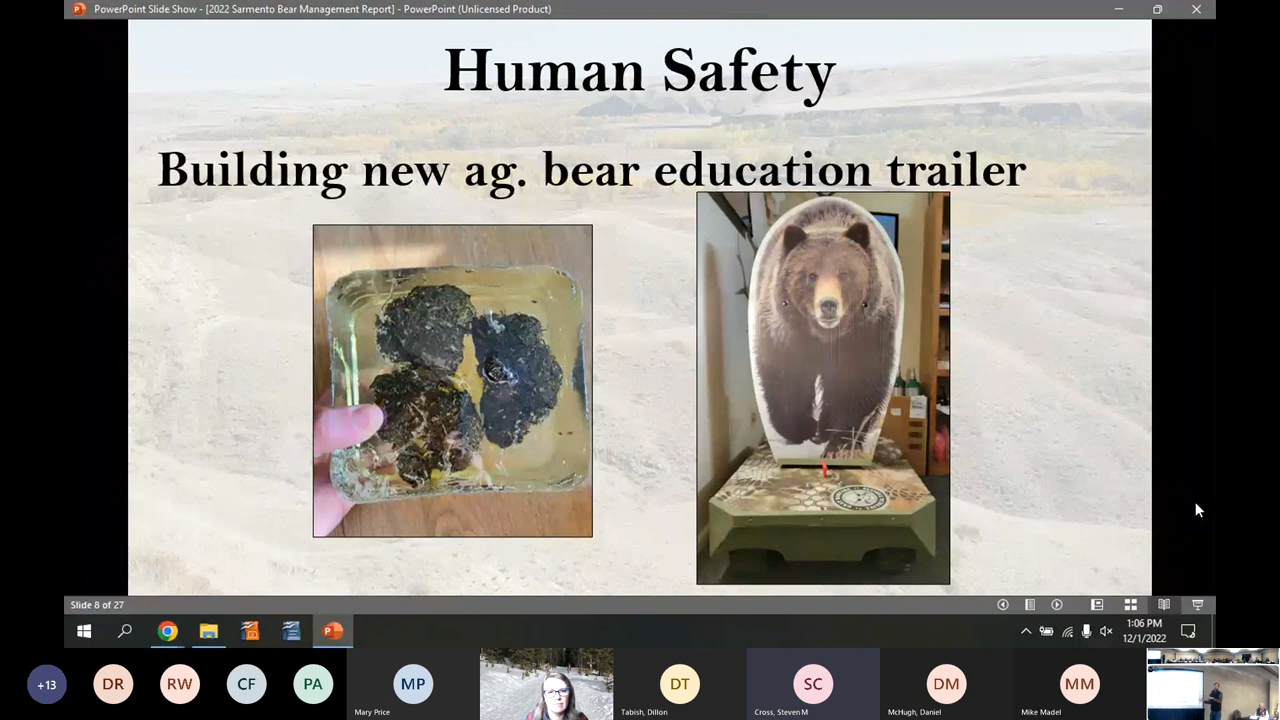 PowerPoint Slide Show - [2022 Sarmento Bear Management Report] - PowerPoint (Unlicensed Product)
Human Safety
Building new ag. bear education trailer
Slide 8 of 27
1:06 PM
12/1/2022
+13
DR
RW
CF
PA
MP
DT
SC
DM
MM
Mary Price
Tabish, Dillon
Cross, Steven M
McHugh, Daniel
Mike Madel